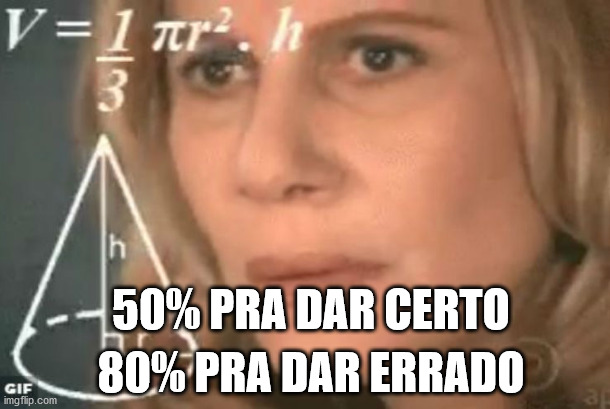 V = 1 πr². h
3
h
r
50% PRA DAR CERTO
80% PRA DAR ERRADO
GIF
imgflip.com